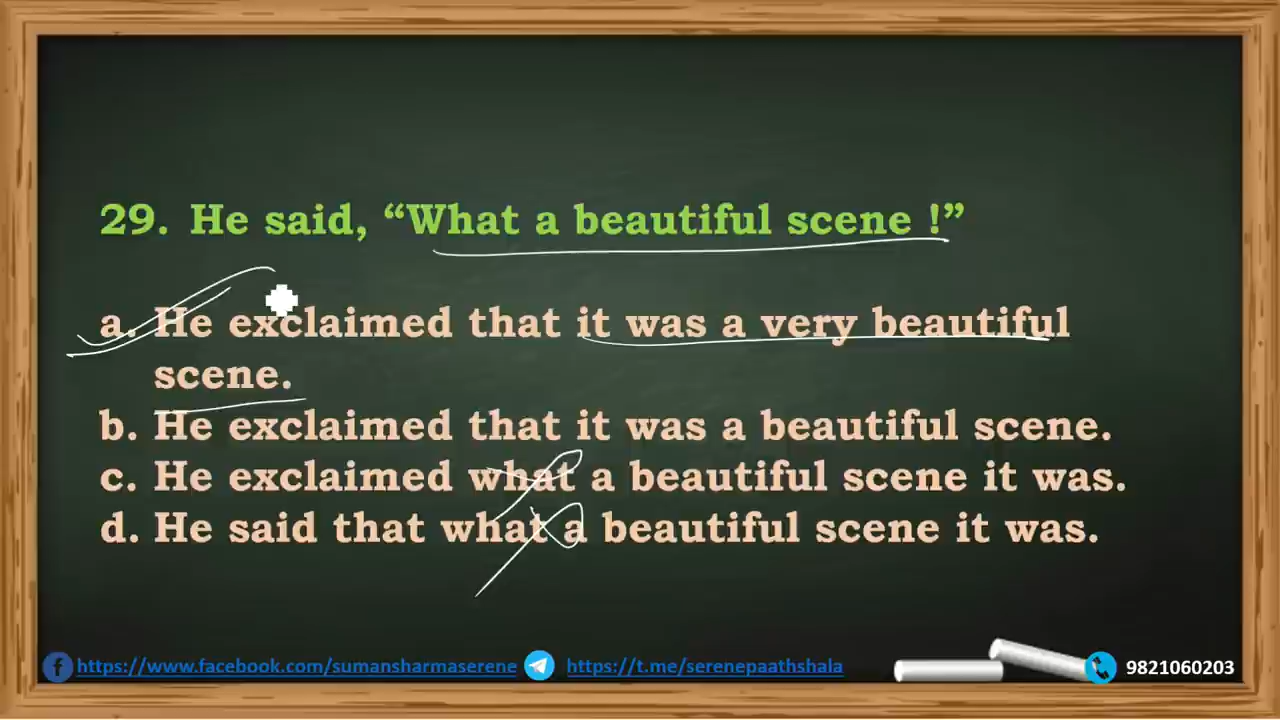 29. He said, “What a beautiful scene !”
a. He exclaimed that it was a very beautiful
scene.
b. He exclaimed that it was a beautiful scene.
c. He exclaimed what a beautiful scene it was.
d. He said that what a beautiful scene it was.
https://www.facebook.com/sumansharmaserene https://t.me/serenepaathshala 9821060203